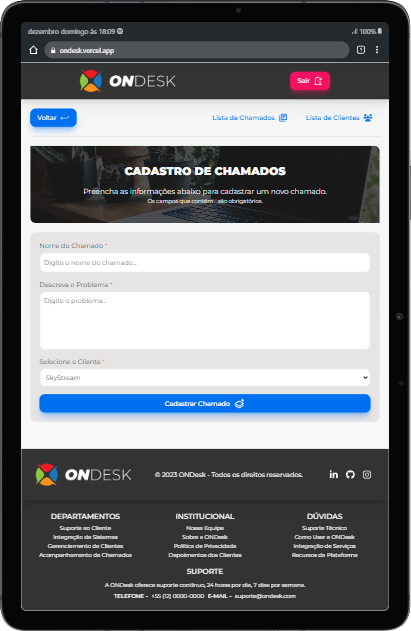 dezembro domingo às 18:09
100%
ondesk.vercel.app
1
ONDESK
Sair
Voltar
Lista de Chamados
Lista de Clientes
CADASTRO DE CHAMADOS
Preencha as informações abaixo para cadastrar um novo chamado.
Os campos que contém * são obrigatórios.
Nome do Chamado *
Digite o nome do chamado...
Descreva o Problema *
Digite o problema...
Selecione o Cliente *
SkyStream
Cadastrar Chamado
ONDESK
© 2023 ONDesk - Todos os direitos reservados.
in
DEPARTAMENTOS
INSTITUCIONAL
DÚVIDAS
Suporte ao Cliente
Nossa Equipe
Suporte Técnico
Integração de Sistemas
Sobre a ONDesk
Como Usar a ONDesk
Gerenciamento de Clientes
Política de Privacidade
Integração de Serviços
Acompanhamento de Chamados
Depoimentos dos Clientes
Recursos da Plataforma
SUPORTE
A ONDesk oferece suporte contínuo, 24 horas por dia, 7 dias por semana.
TELEFONE - +55 (12) 0000-0000 E-MAIL - suporte@ondesk.com